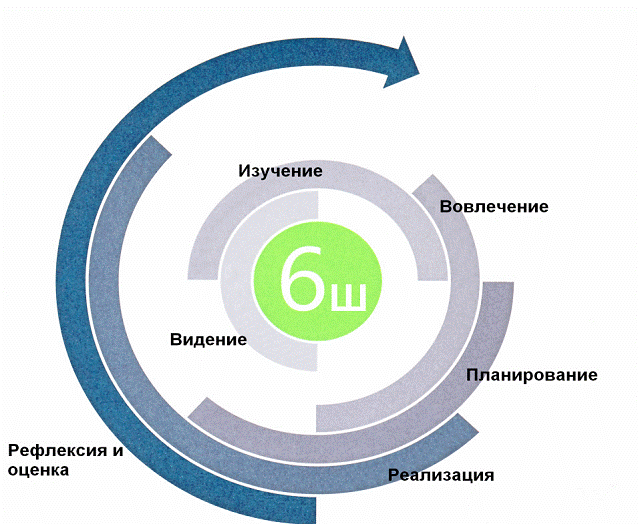 Изучение
Вовлечение
6ш
Видение
Планирование
Рефлексия и
оценка
Реализация